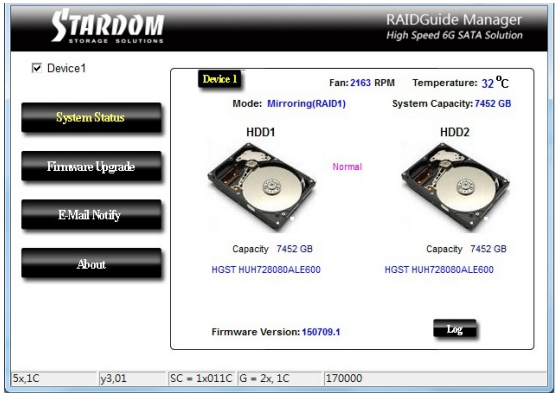 STARDOM
STORAGE SOLUTIONS
RAIDGuide Manager
High Speed 6G SATA Solution
Device1
System Status
Firmware Upgrade
E-Mail Notify
About
Device 1
Fan: 2163 RPM Temperature: 32 °C
Mode: Mirroring(RAID1) System Capacity: 7452 GB
HDD1 HDD2
Normal
Capacity 7452 GB Capacity 7452 GB
HGST HUH728080ALE600 HGST HUH728080ALE600
Firmware Version: 150709.1
Log
5x,1C y3,01 SC = 1x011C G = 2x, 1C 170000